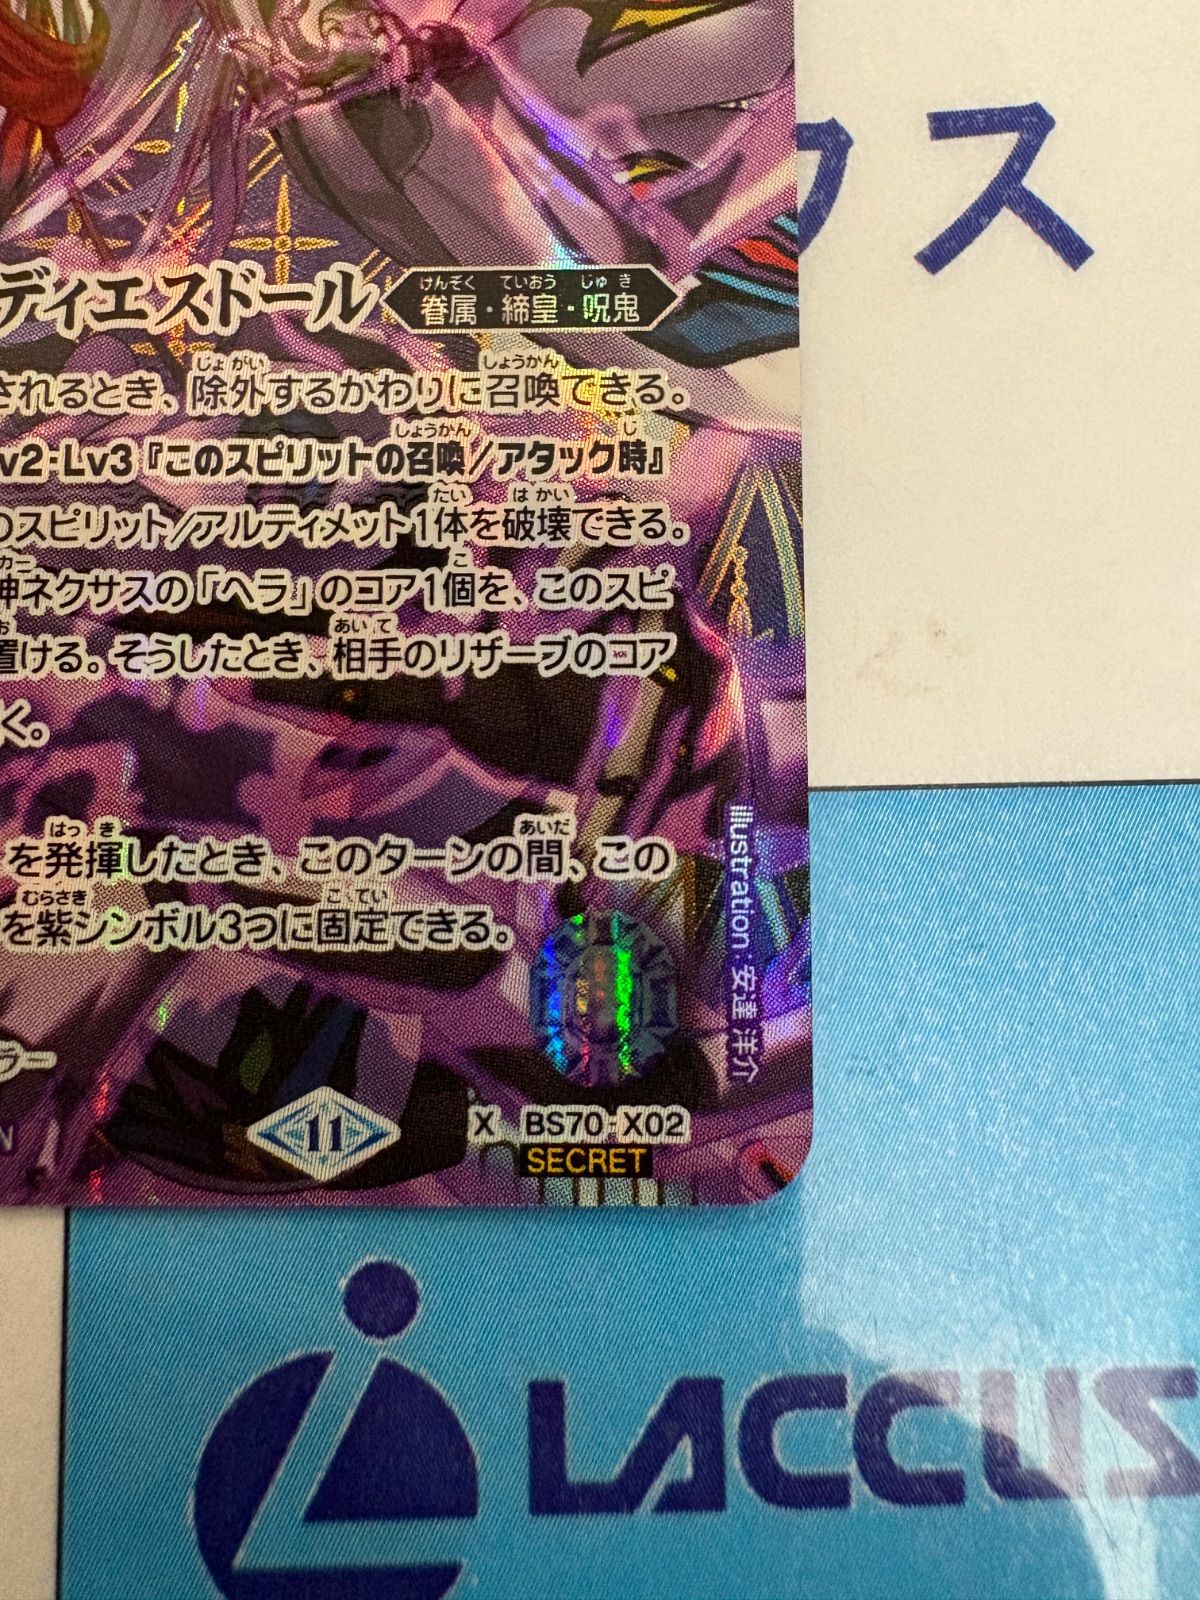 クス
ディエスドール
けんぞく ていおう じゅき
眷属・締皇・呪鬼
じょがい しょうかん
されるとき、除外するかわりに召喚できる。
しょうかん じ
Lv2・Lv3『このスピリットの召喚/アタック時』
たい はかい
のスピリット/アルティメット1体を破壊できる。
カー こ
神ネクサスの「ヘラ」のコア1個を、このスピ
お あいて
置ける。そうしたとき、相手のリザーブのコア
く。
はっき あいだ
を発揮したとき、このターンの間、この
むらさき こてい
を紫シンボル3つに固定できる。
Illustration:安達 洋介
ラー
11
X BS70-X02
N
SECRET
LACCUS